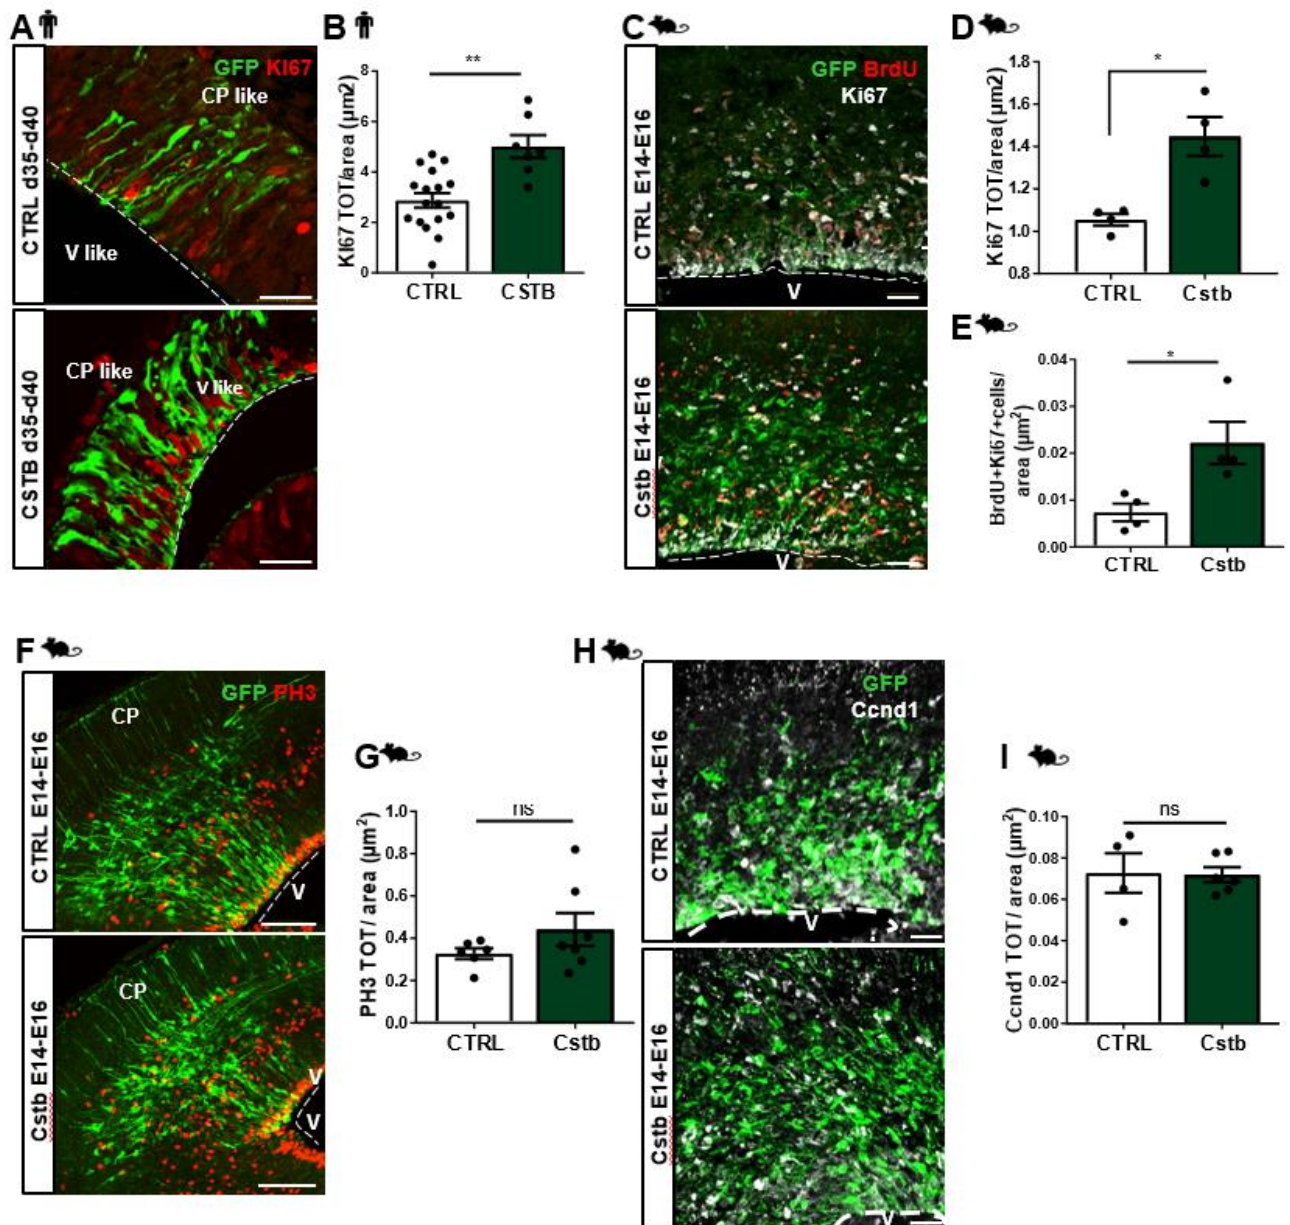 A
CTRL d35-d40
GFP KI67
CP like
V like
CSTB d35-d40
CP like
V like
B
**
KI67 TOT/area (µm2)
8
6
4
2
0
CTRL
CSTB
C
CTRL E14-E16
GFP BrdU
Ki67
V
Cstb E14-E16
V
D
*
Ki67 TOT/area(µm2)
1.8
1.6
1.4
1.2
1.0
0.8
CTRL
Cstb
E
*
BrdU+Ki67+cells/
area (µm²)
0.04
0.03
0.02
0.01
0.00
CTRL
Cstb
F
CTRL E14-E16
GFP PH3
CP
V
Cstb E14-E16
CP
V
V
G
ns
PH3 TOT/ area (µm²)
1.0
0.8
0.6
0.4
0.2
0.0
CTRL
Cstb
H
CTRL E14-E16
GFP
Ccnd1
V
Cstb E14-E16
V
I
ns
Ccnd1 TOT/ area (µm²)
0.10
0.08
0.06
0.04
0.02
0.00
CTRL
Cstb